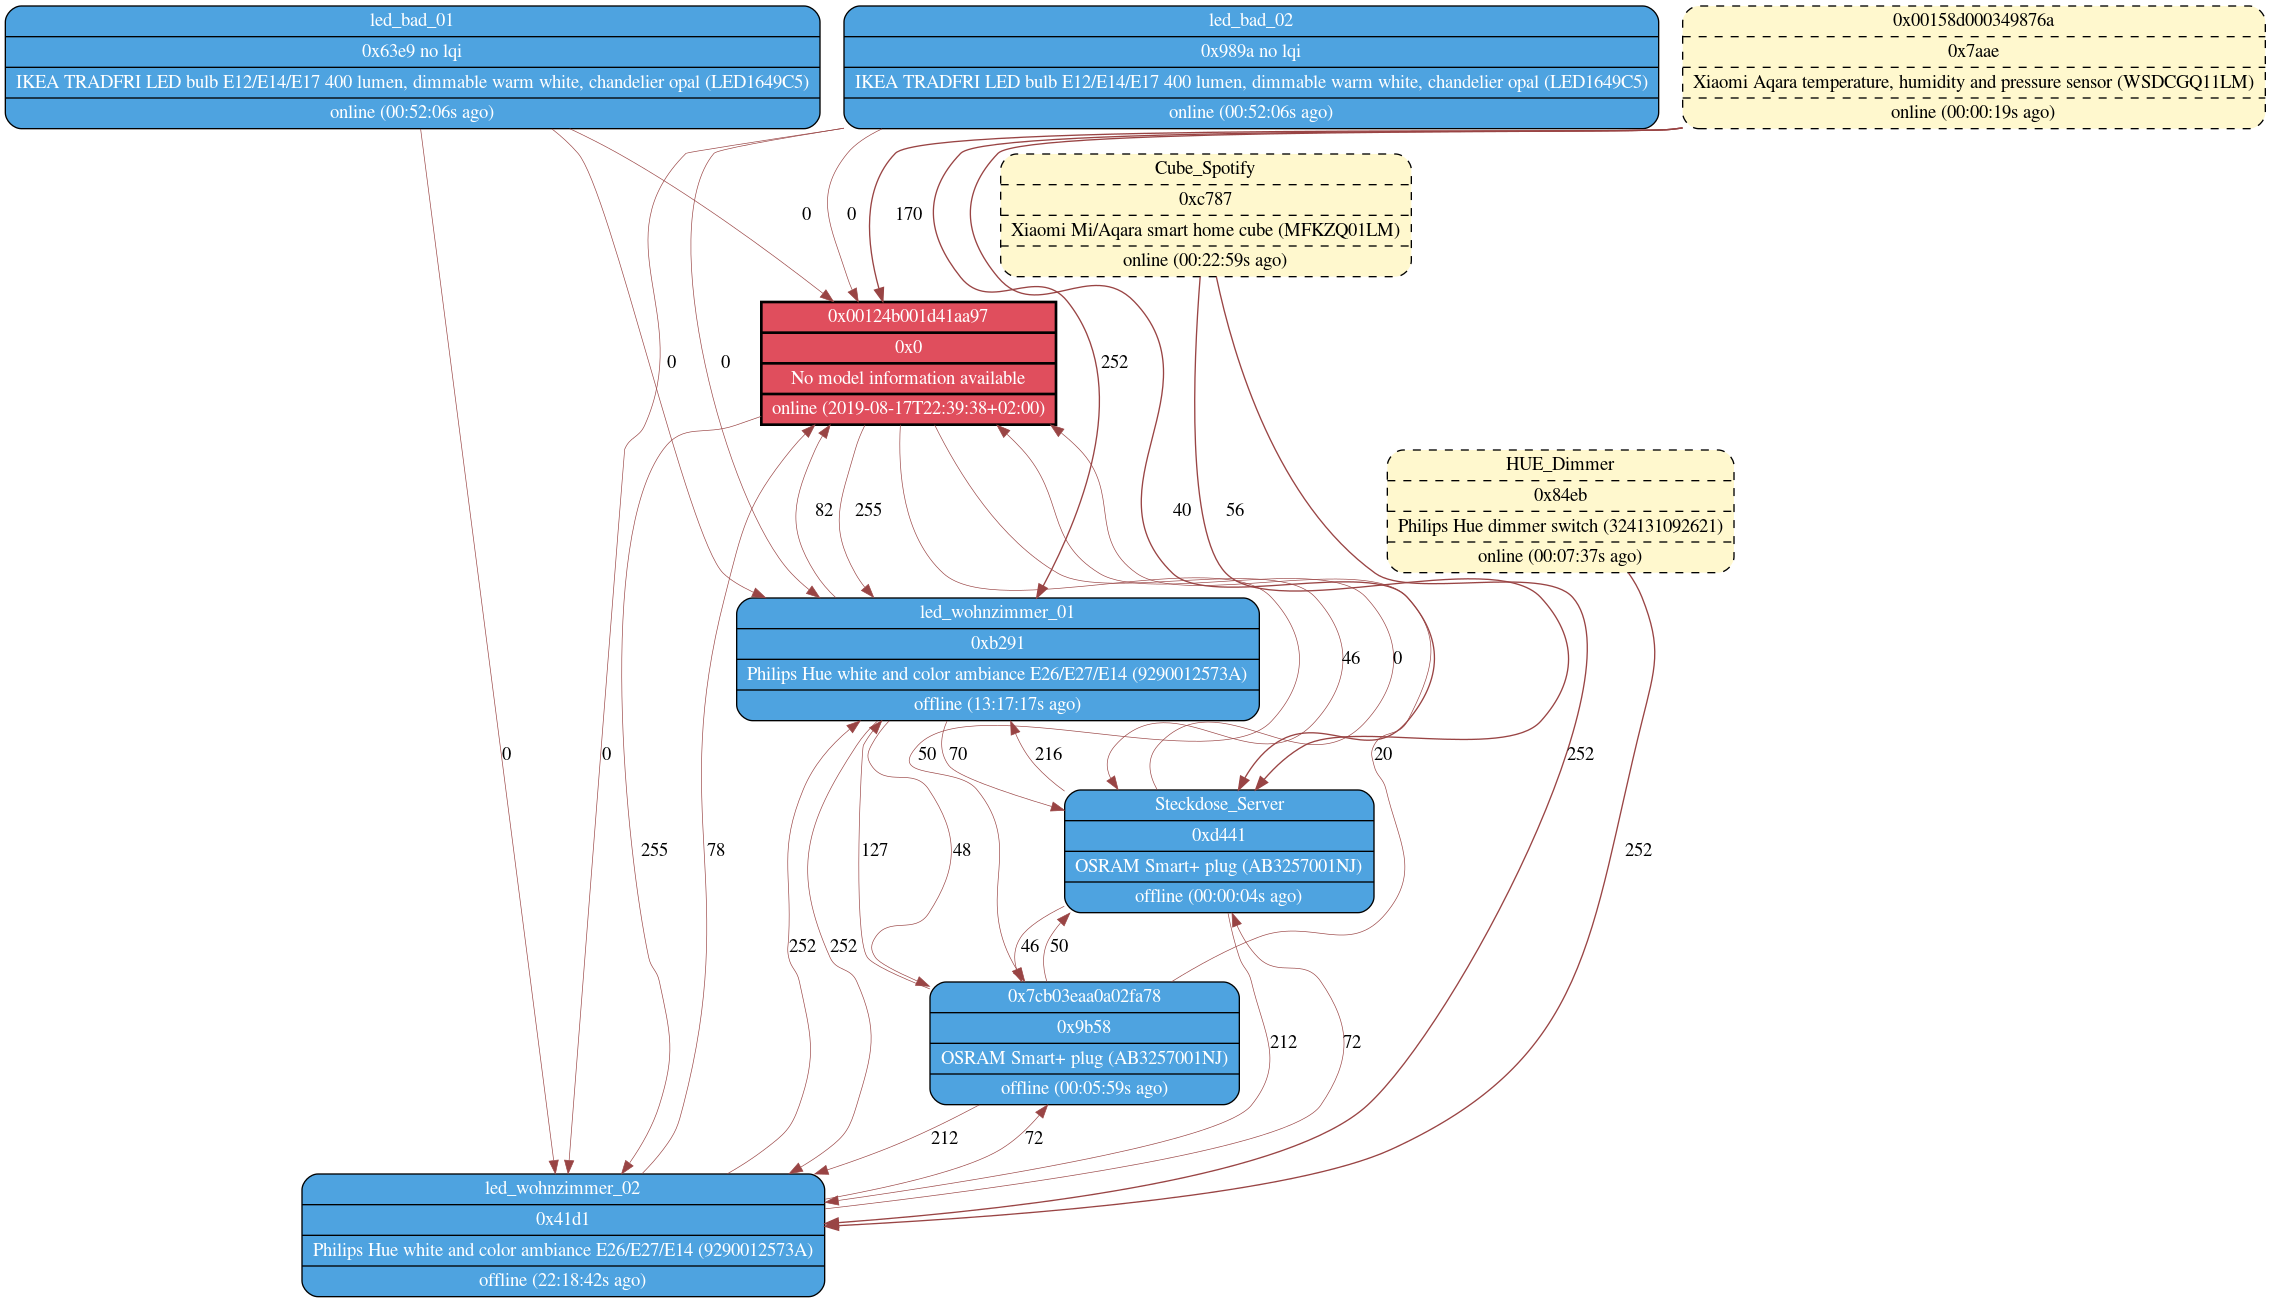 led_bad_01
0x63e9 no lqi
IKEA TRADFRI LED bulb E12/E14/E17 400 lumen, dimmable warm white, chandelier opal (LED1649C5)
online (00:52:06s ago)
led_bad_02
0x989a no lqi
IKEA TRADFRI LED bulb E12/E14/E17 400 lumen, dimmable warm white, chandelier opal (LED1649C5)
online (00:52:06s ago)
0x00158d000349876a
0x7aae
Xiaomi Aqara temperature, humidity and pressure sensor (WSDCGQ11LM)
online (00:00:19s ago)
Cube_Spotify
0xc787
Xiaomi Mi/Aqara smart home cube (MFKZQ01LM)
online (00:22:59s ago)
0
0
170
0x00124b001d41aa97
0x0
No model information available
online (2019-08-17T22:39:38+02:00)
0
0
252
HUE_Dimmer
0x84eb
Philips Hue dimmer switch (324131092621)
online (00:07:37s ago)
82
255
40
56
led_wohnzimmer_01
0xb291
Philips Hue white and color ambiance E26/E27/E14 (9290012573A)
offline (13:17:17s ago)
46
0
0
0
50
70
216
20
252
Steckdose_Server
0xd441
OSRAM Smart+ plug (AB3257001NJ)
offline (00:00:04s ago)
255
78
127
48
252
252
252
46
50
0x7cb03eaa0a02fa78
0x9b58
OSRAM Smart+ plug (AB3257001NJ)
offline (00:05:59s ago)
212
72
212
72
led_wohnzimmer_02
0x41d1
Philips Hue white and color ambiance E26/E27/E14 (9290012573A)
offline (22:18:42s ago)